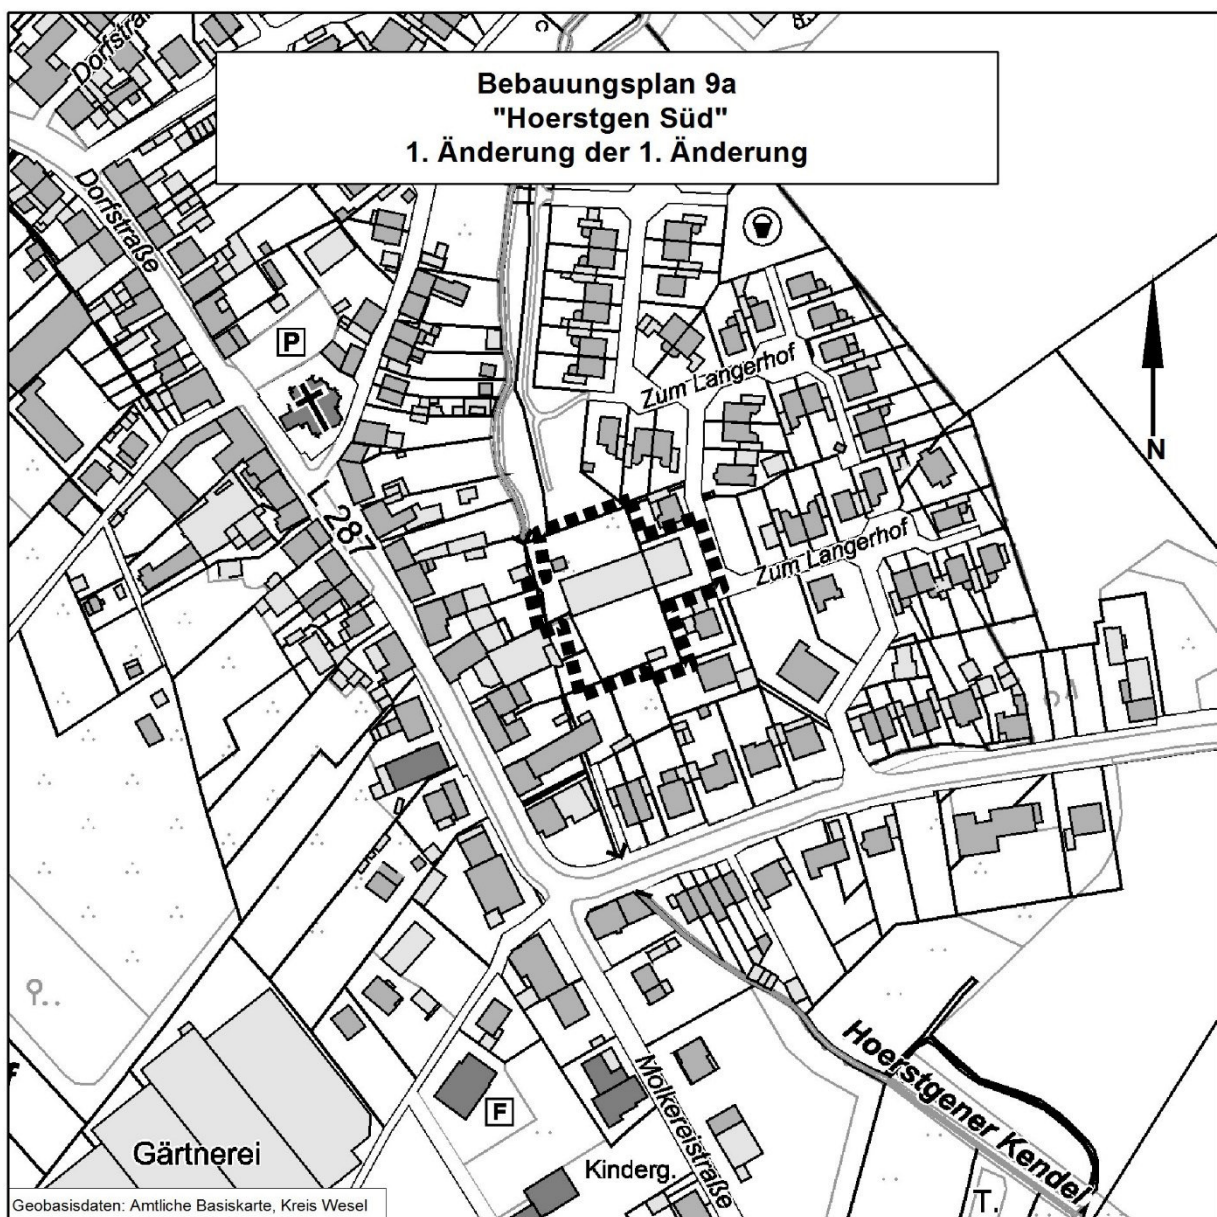 Dorfstra
Bebauungsplan 9a
"Hoerstgen Süd"
1. Änderung der 1. Änderung
Dorfstraße
P
Zum Langerhof
N
L 287
Zum Langerhof
Hoerstgener Kendel
Molkereistraße
F
Gärtnerei
Kinderg.
T.
f
Geobasisdaten: Amtliche Basiskarte, Kreis Wesel